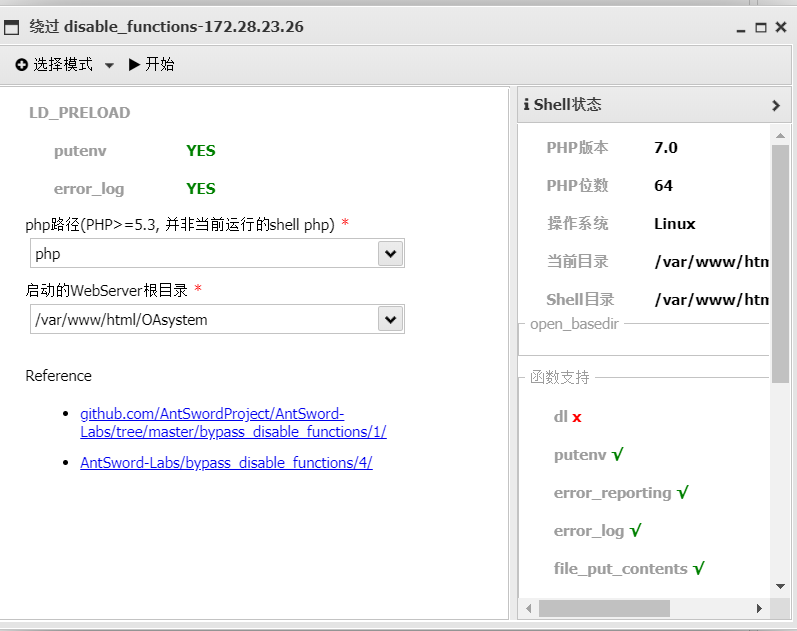 绕过 disable_functions-172.28.23.26
选择模式 开始
LD_PRELOAD
putenv YES
error_log YES
php路径(PHP>=5.3, 并非当前运行的shell php) *
php
启动的WebServer根目录 *
/var/www/html/OAsystem
Reference
github.com/AntSwordProject/AntSword-
Labs/tree/master/bypass_disable_functions/1/
AntSword-Labs/bypass_disable_functions/4/
Shell状态
PHP版本 7.0
PHP位数 64
操作系统 Linux
当前目录 /var/www/htm
Shell目录 /var/www/htm
open_basedir
函数支持
dl x
putenv √
error_reporting √
error_log √
file_put_contents √